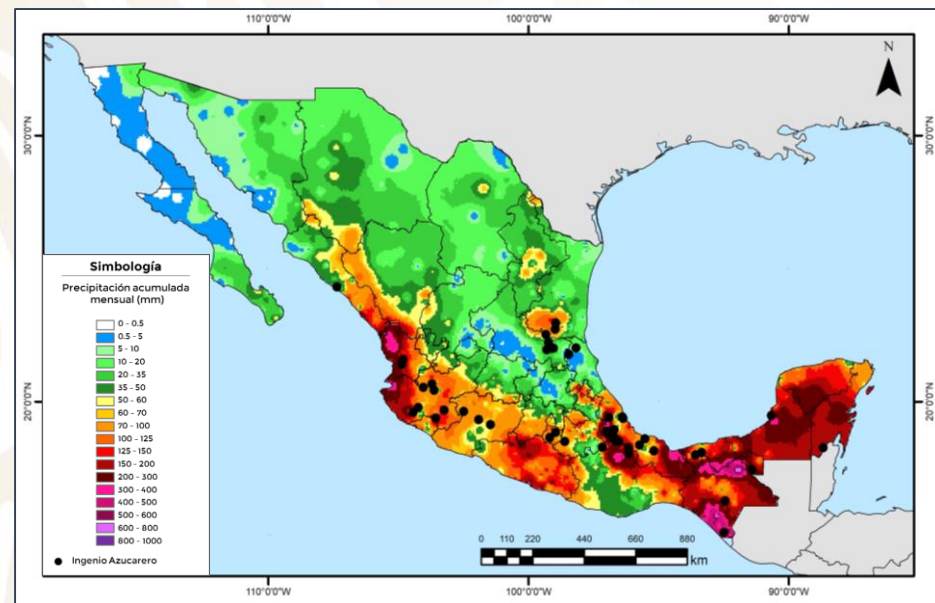 110°0'0"W 100°0'0"W 90°0'0"W
N
30°0'0"N 30°0'0"N
Simbología
Precipitación acumulada
mensual (mm)
0 - 0.5
0.5 - 5
5 - 10
10 - 20
20 - 35
35 - 50
50 - 60
60 - 70
70 - 100
100 - 125
125 - 150
150 - 200
200 - 300
300 - 400
400 - 500
500 - 600
600 - 800
800 - 1000
Ingenio Azucarero
20°0'0"N 20°0'0"N
0 110 220 440 660 880
km
110°0'0"W 100°0'0"W 90°0'0"W